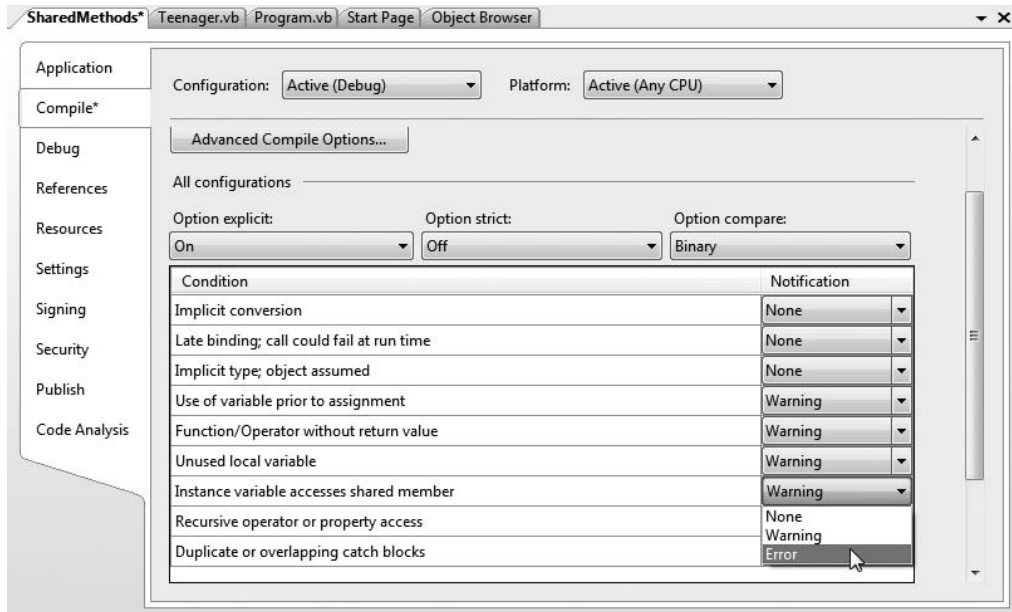 SharedMethods* Teenager.vb Program.vb Start Page Object Browser
Application
Compile*
Debug
References
Resources
Settings
Signing
Security
Publish
Code Analysis
Configuration: Active (Debug) Platform: Active (Any CPU)
Advanced Compile Options...
All configurations
Option explicit: Option strict: Option compare:
On Off Binary
Condition Notification
Implicit conversion None
Late binding; call could fail at run time None
Implicit type; object assumed None
Use of variable prior to assignment Warning
Function/Operator without return value Warning
Unused local variable Warning
Instance variable accesses shared member Warning
Recursive operator or property access
Duplicate or overlapping catch blocks
None
Warning
Error